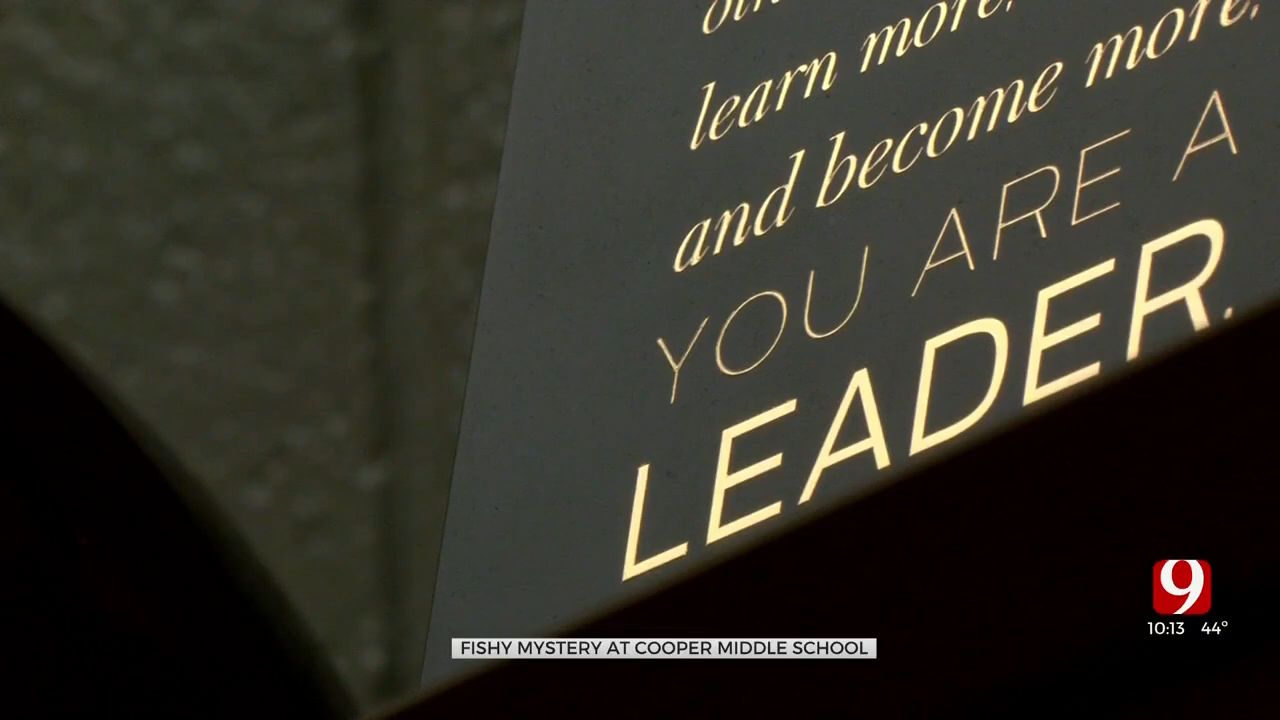 learn more,
and become more,
YOU ARE A
LEADER.
9
10:13 44°
FISHY MYSTERY AT COOPER MIDDLE SCHOOL